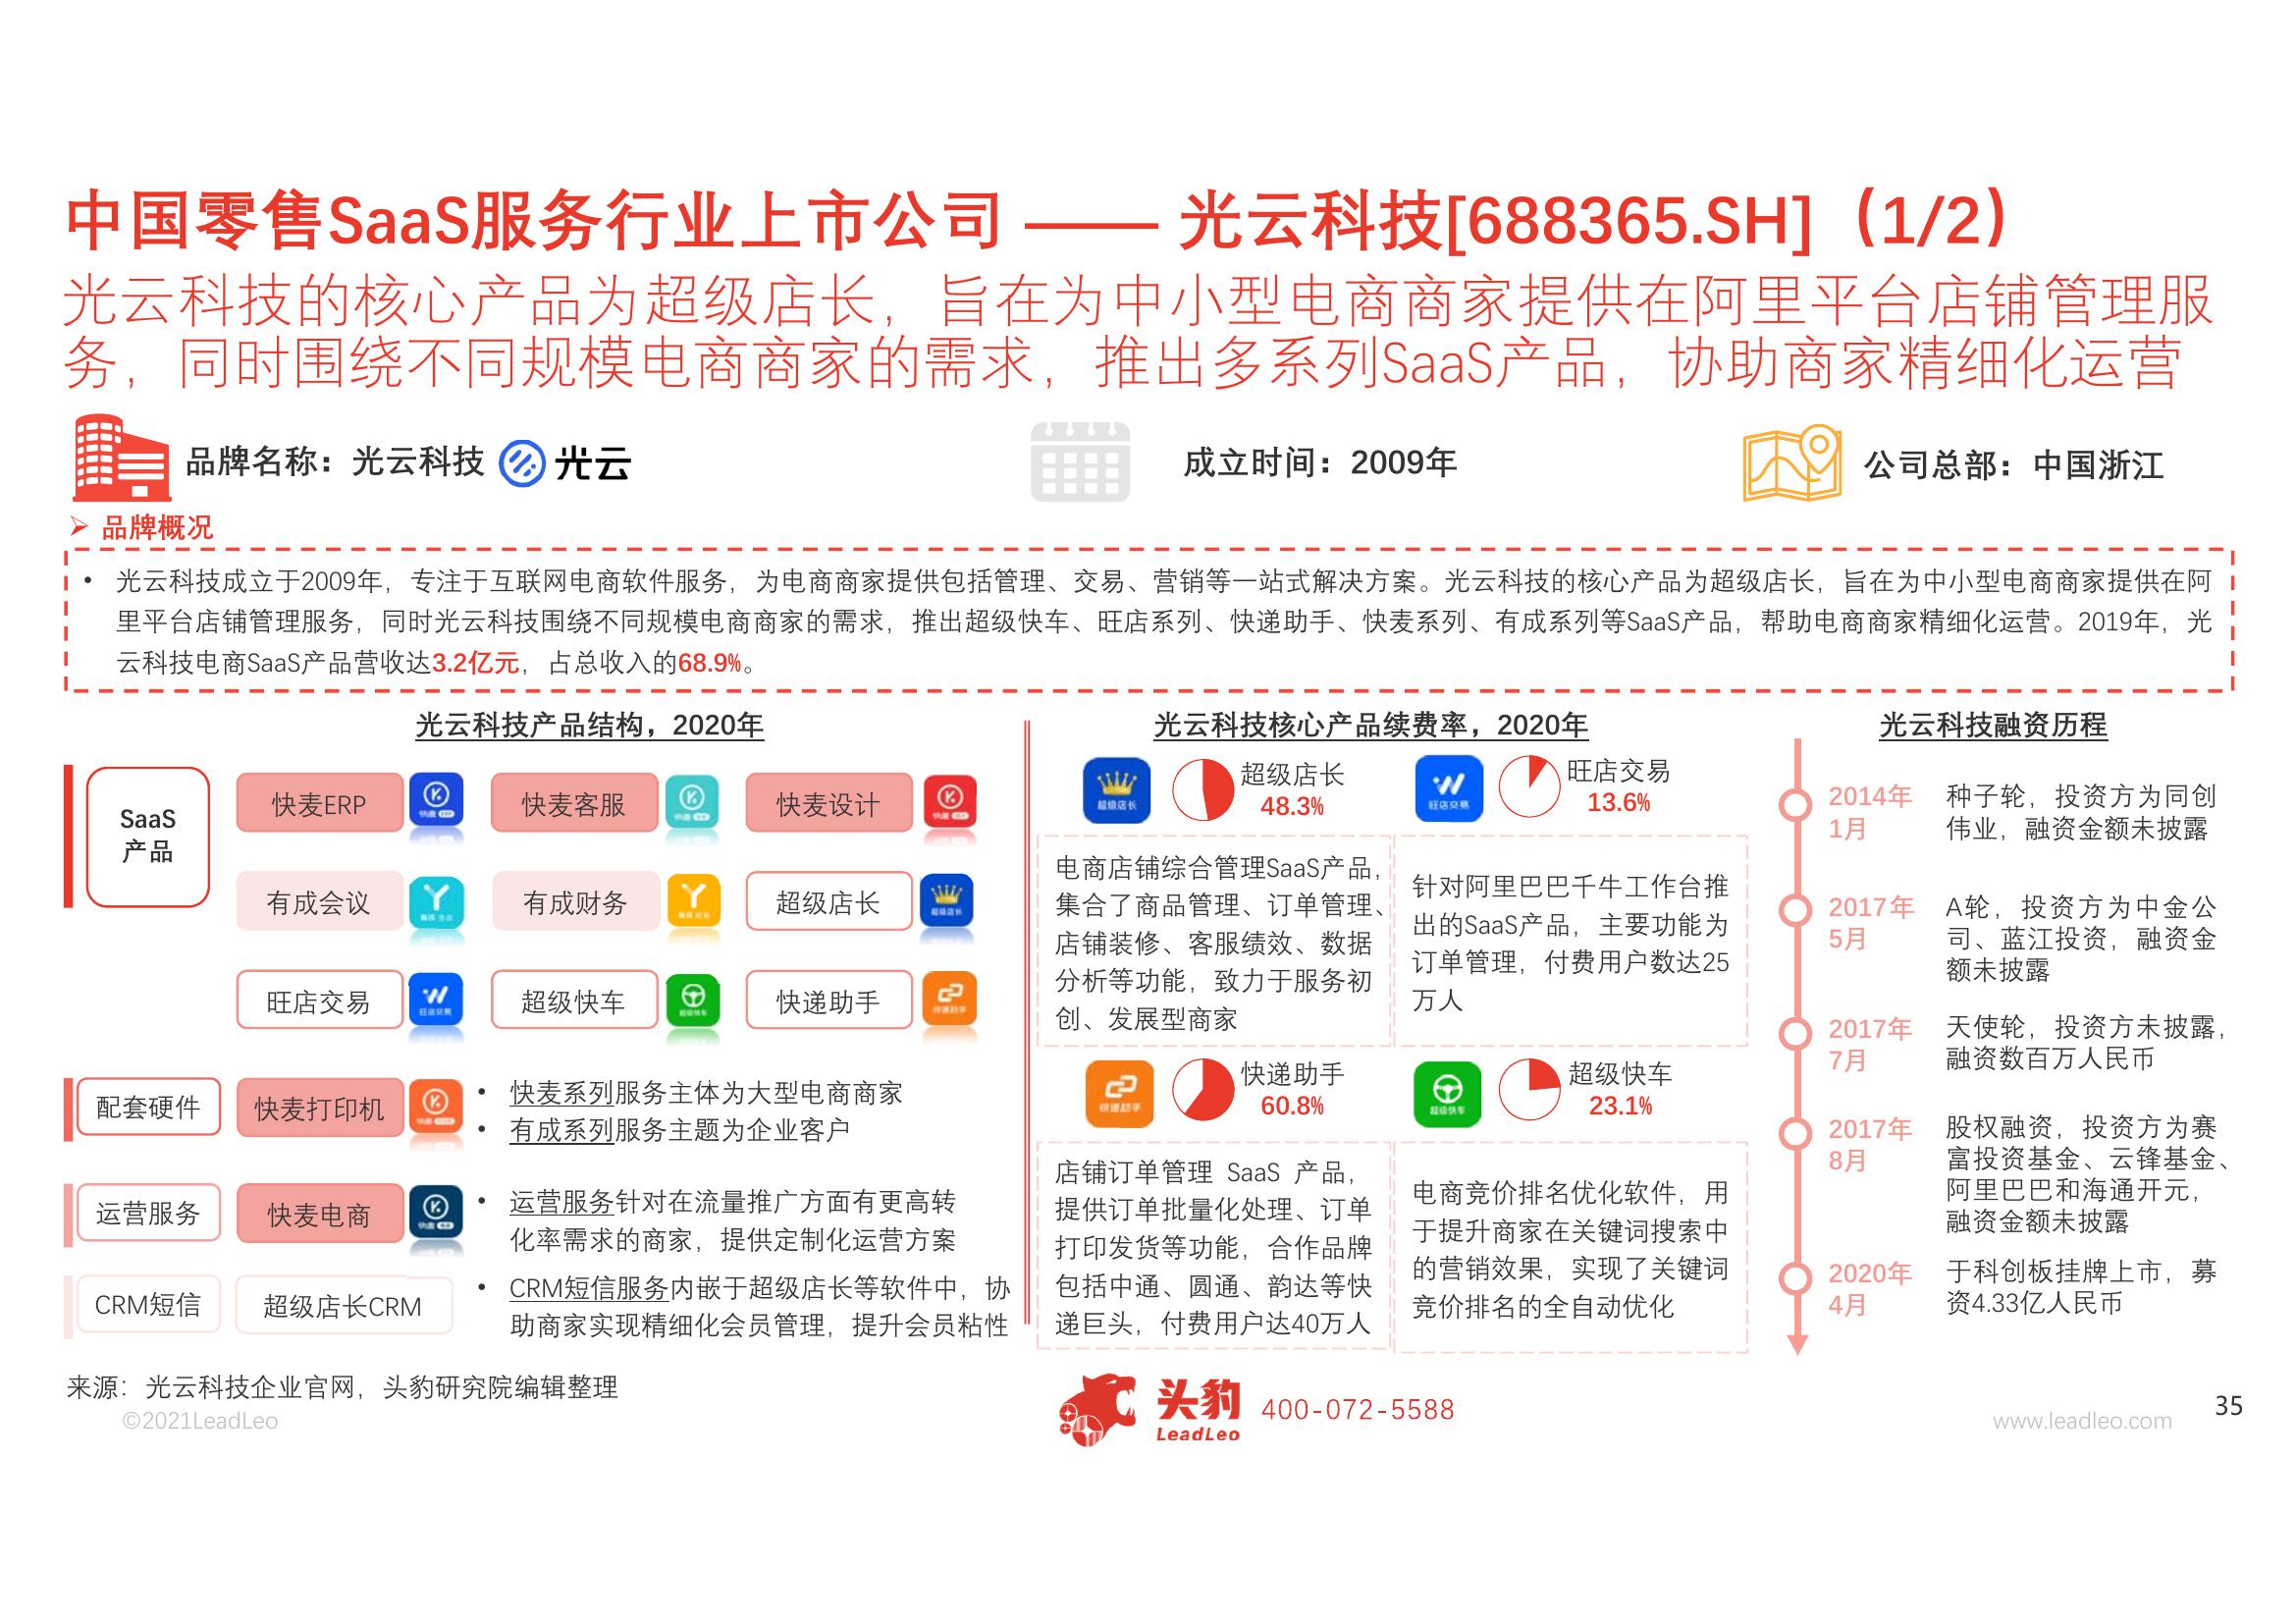 中国零售SaaS服务行业上市公司 —— 光云科技[688365.SH]（1/2）
光云科技的核心产品为超级店长，旨在为中小型电商商家提供在阿里平台店铺管理服
务，同时围绕不同规模电商商家的需求，推出多系列SaaS产品，协助商家精细化运营
品牌名称：光云科技 光云
成立时间：2009年
公司总部：中国浙江
➢ 品牌概况
• 光云科技成立于2009年，专注于互联网电商软件服务，为电商商家提供包括管理、交易、营销等一站式解决方案。光云科技的核心产品为超级店长，旨在为中小型电商商家提供在阿
里平台店铺管理服务，同时光云科技围绕不同规模电商商家的需求，推出超级快车、旺店系列、快递助手、快麦系列、有成系列等SaaS产品，帮助电商商家精细化运营。2019年，光
云科技电商SaaS产品营收达3.2亿元，占总收入的68.9%。
光云科技产品结构，2020年
SaaS
产品
快麦ERP
快麦客服
快麦设计
有成会议
有成财务
超级店长
超级店长
旺店交易
旺店交易
超级快车
超级快车
快递助手
快递助手
配套硬件
快麦打印机
• 快麦系列服务主体为大型电商商家
• 有成系列服务主题为企业客户
运营服务
快麦电商
• 运营服务针对在流量推广方面有更高转
化率需求的商家，提供定制化运营方案
CRM短信
超级店长CRM
• CRM短信服务内嵌于超级店长等软件中，协
助商家实现精细化会员管理，提升会员粘性
光云科技核心产品续费率，2020年
超级店长
超级店长
48.3%
电商店铺综合管理SaaS产品，
集合了商品管理、订单管理、
店铺装修、客服绩效、数据
分析等功能，致力于服务初
创、发展型商家
旺店交易
旺店交易
13.6%
针对阿里巴巴千牛工作台推
出的SaaS产品，主要功能为
订单管理，付费用户数达25
万人
快递助手
快递助手
60.8%
店铺订单管理 SaaS 产品，
提供订单批量化处理、订单
打印发货等功能，合作品牌
包括中通、圆通、韵达等快
递巨头，付费用户达40万人
超级快车
超级快车
23.1%
电商竞价排名优化软件，用
于提升商家在关键词搜索中
的营销效果，实现了关键词
竞价排名的全自动优化
光云科技融资历程
2014年
1月
种子轮，投资方为同创
伟业，融资金额未披露
2017年
5月
A轮，投资方为中金公
司、蓝江投资，融资金
额未披露
2017年
7月
天使轮，投资方未披露，
融资数百万人民币
2017年
8月
股权融资，投资方为赛
富投资基金、云锋基金、
阿里巴巴和海通开元，
融资金额未披露
2020年
4月
于科创板挂牌上市，募
资4.33亿人民币
来源：光云科技企业官网，头豹研究院编辑整理
©2021LeadLeo
头豹
LeadLeo
400-072-5588
www.leadleo.com
35